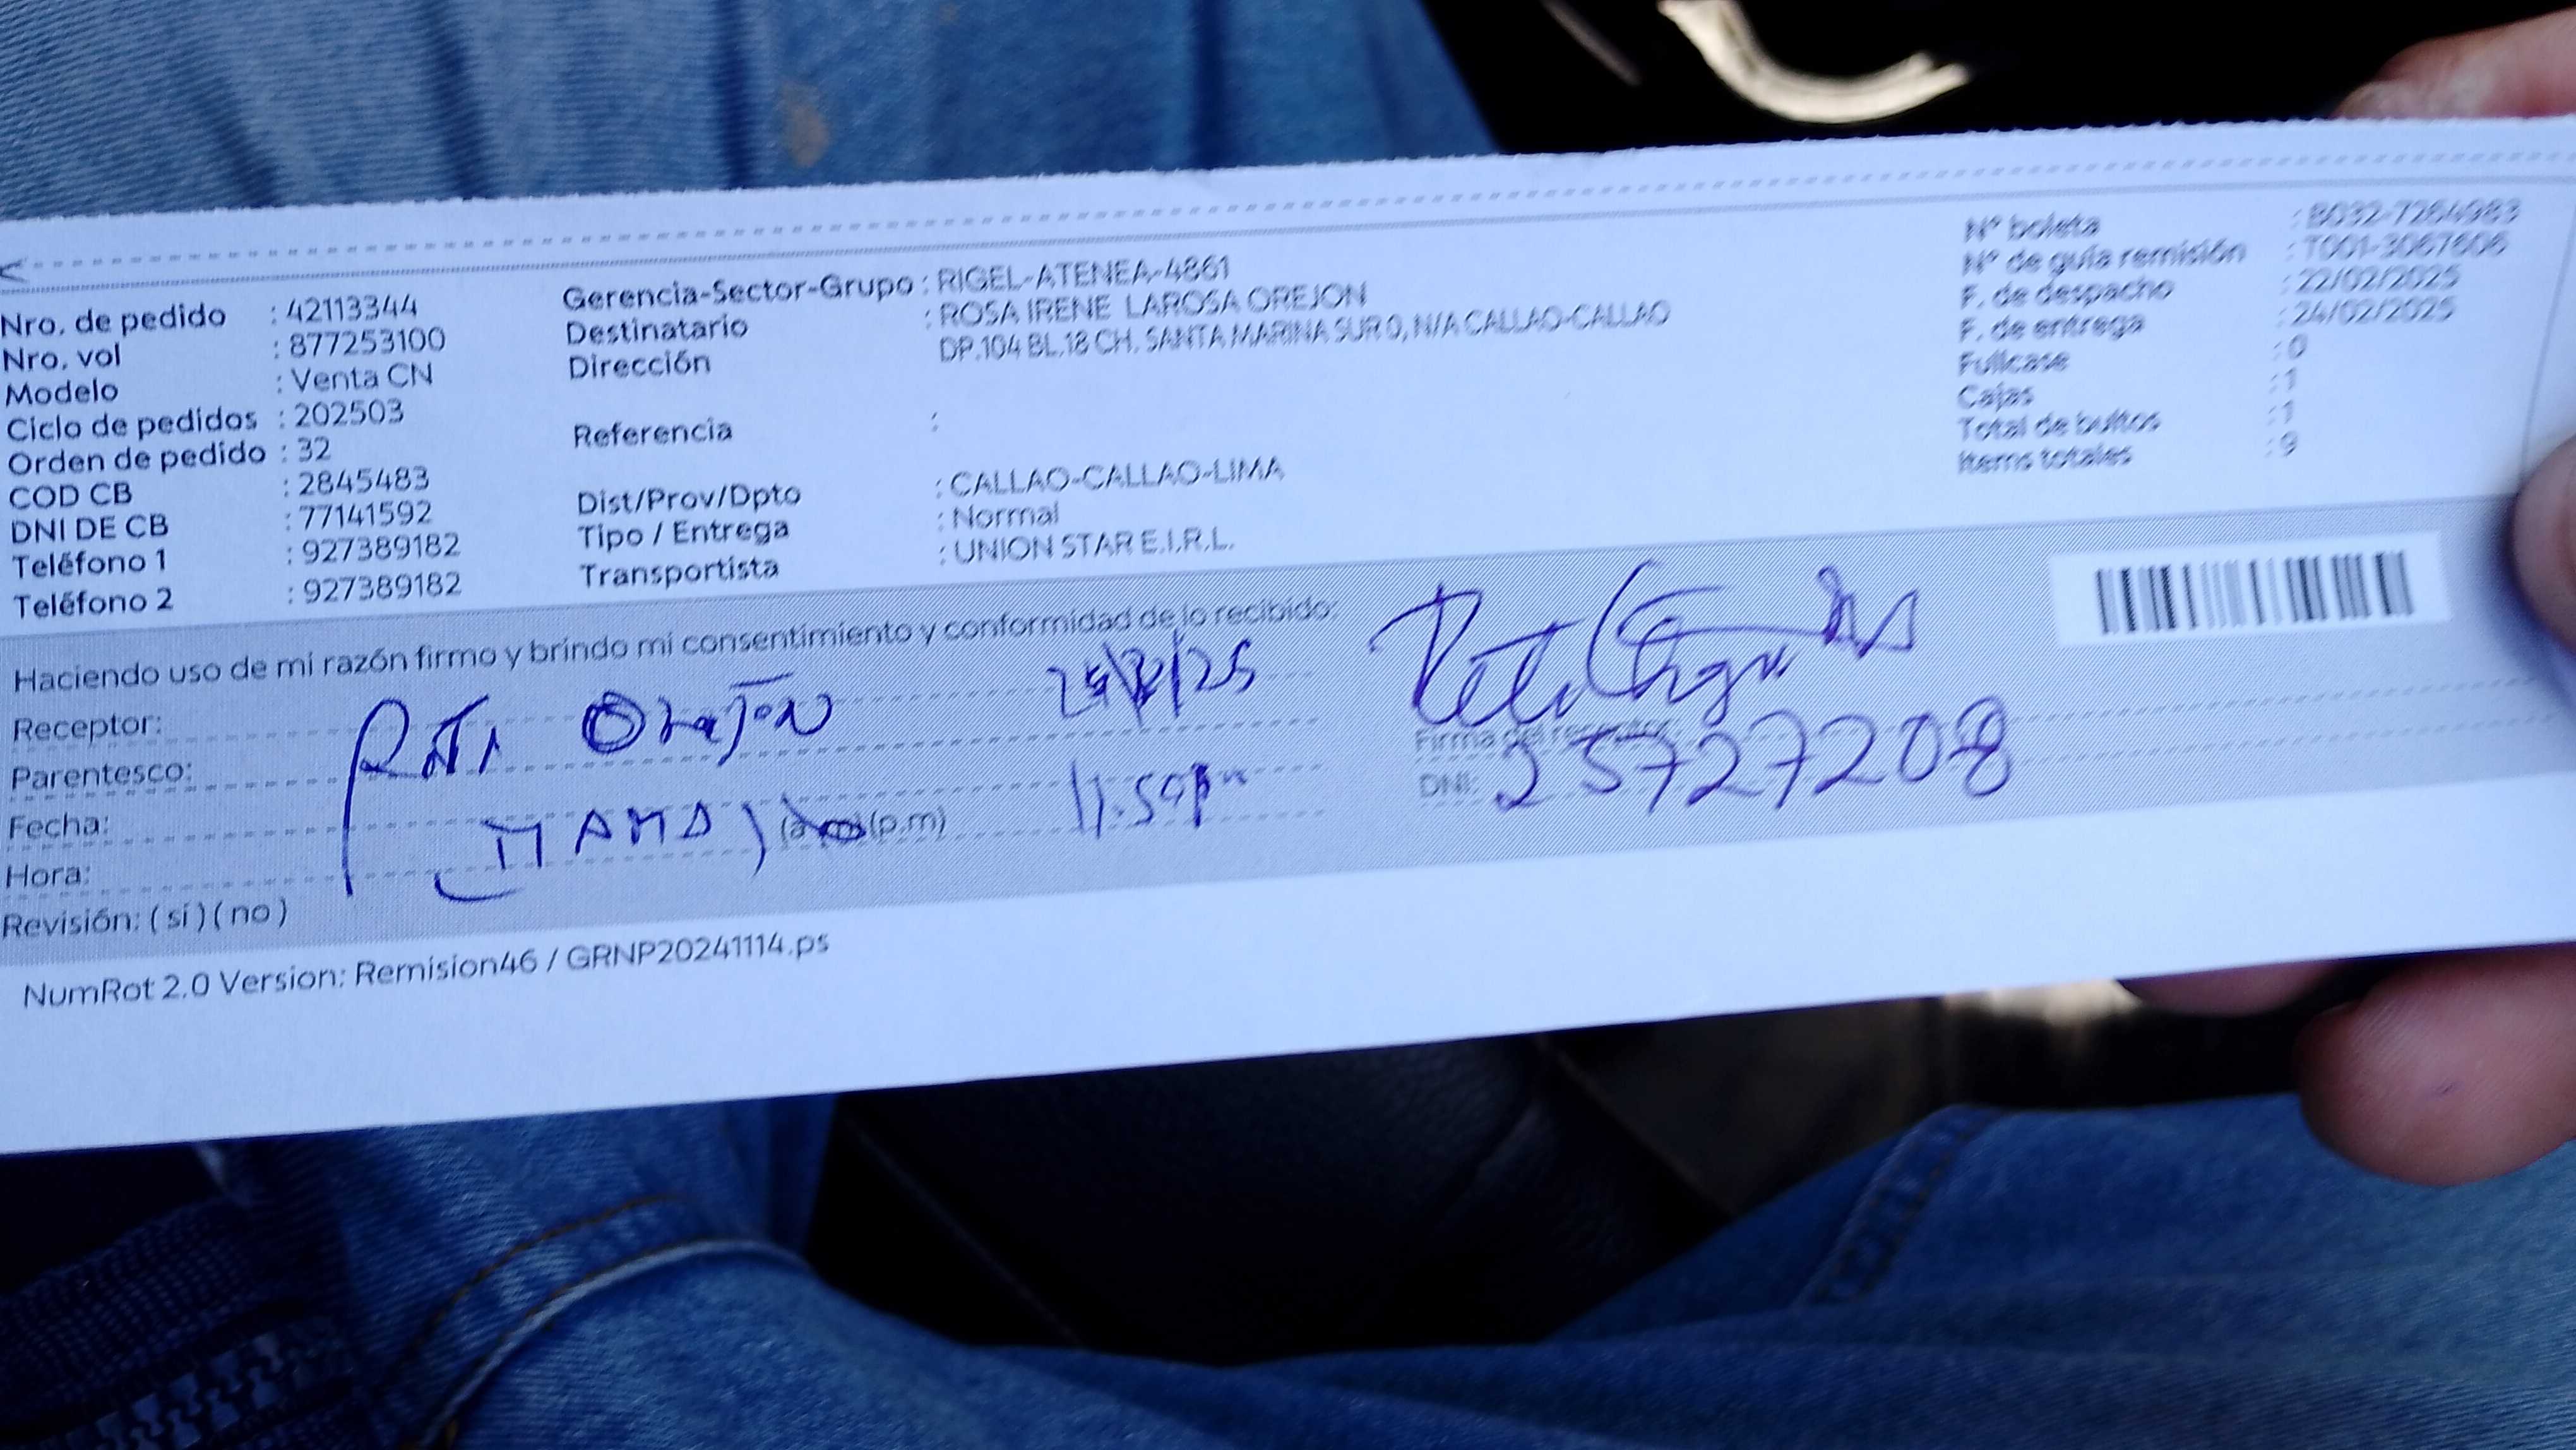 Nro. de pedido : 42113344
Nro. vol : 877253100
Modelo : Venta CN
Ciclo de pedidos : 202503
Orden de pedido : 32
COD CB : 2845483
DNI DE CB : 77141592
Teléfono 1 : 927389182
Teléfono 2 : 927389182
Gerencia-Sector-Grupo : RIGEL-ATENEA-4861
Destinatario : ROSA IRENE LAROSA OREJON
Dirección DP.104 BL.18 CH. SANTA MARINA SUR 0, N/A CALLAO-CALLAO
Referencia :
Dist/Prov/Dpto : CALLAO-CALLAO-LIMA
Tipo / Entrega : Normal
Transportista : UNION STAR E.I.R.L.
N° boleta : B032-7264983
N° de guía remisión : T001-3067606
F. de despacho : 22/02/2025
F. de entrega : 24/02/2025
Fullcase : 0
Cajas : 1
Total de bultos : 1
Items totales : 9
Haciendo uso de mi razón firmo y brindo mi consentimiento y conformidad de lo recibido:
Receptor:
Parentesco:
Fecha:
Hora: (p.m)
Revisión: (si) (no)
OreJoN
MAMA
Firma del receptor:
DNI: 25727208
NumRot 2.0 Version: Remision46 / GRNP20241114.ps